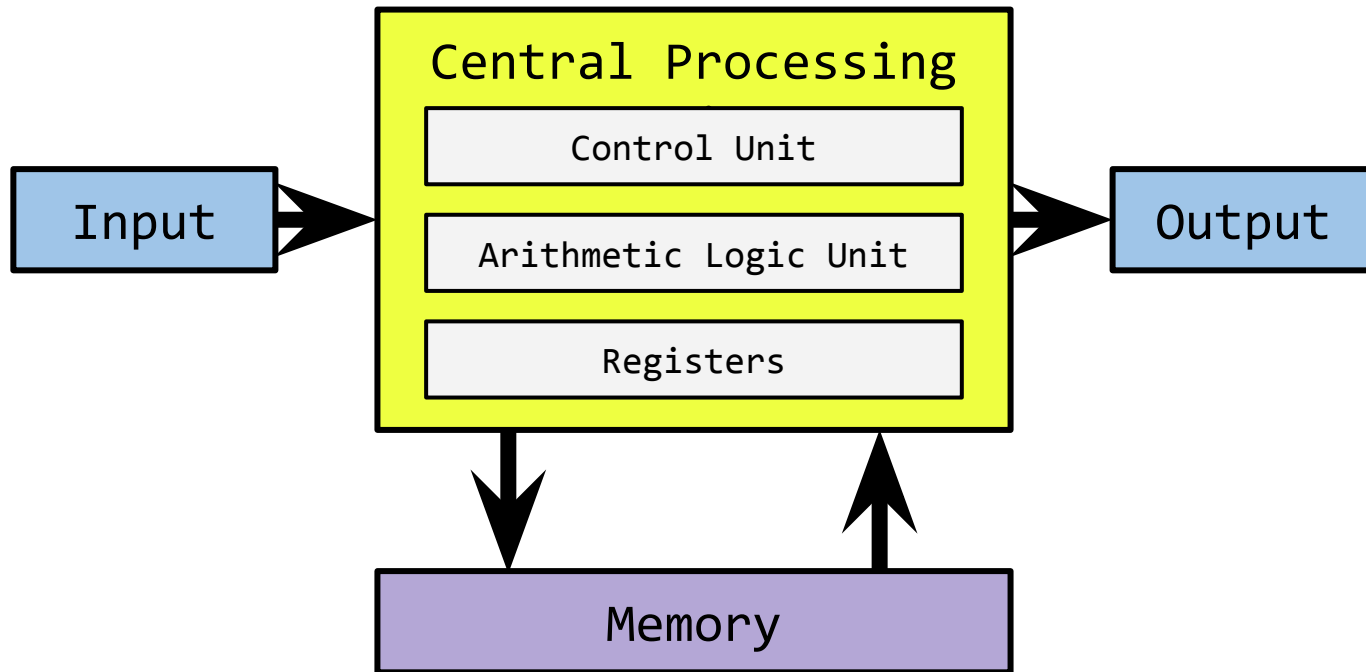 Central Processing
Control Unit
Input
Arithmetic Logic Unit
Output
Registers
Memory